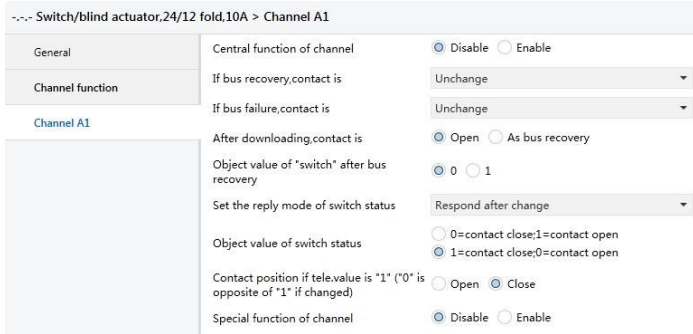 -.-.- Switch/blind actuator,24/12 fold,10A > Channel A1
General
Channel function
Channel A1
Central function of channel Disable Enable
If bus recovery,contact is Unchange
If bus failure,contact is Unchange
After downloading,contact is Open As bus recovery
Object value of "switch" after bus
recovery
0 1
Set the reply mode of switch status Respond after change
Object value of switch status
0=contact close;1=contact open
1=contact close;0=contact open
Contact position if tele.value is "1" ("0" is
opposite of "1" if changed)
Open Close
Special function of channel Disable Enable